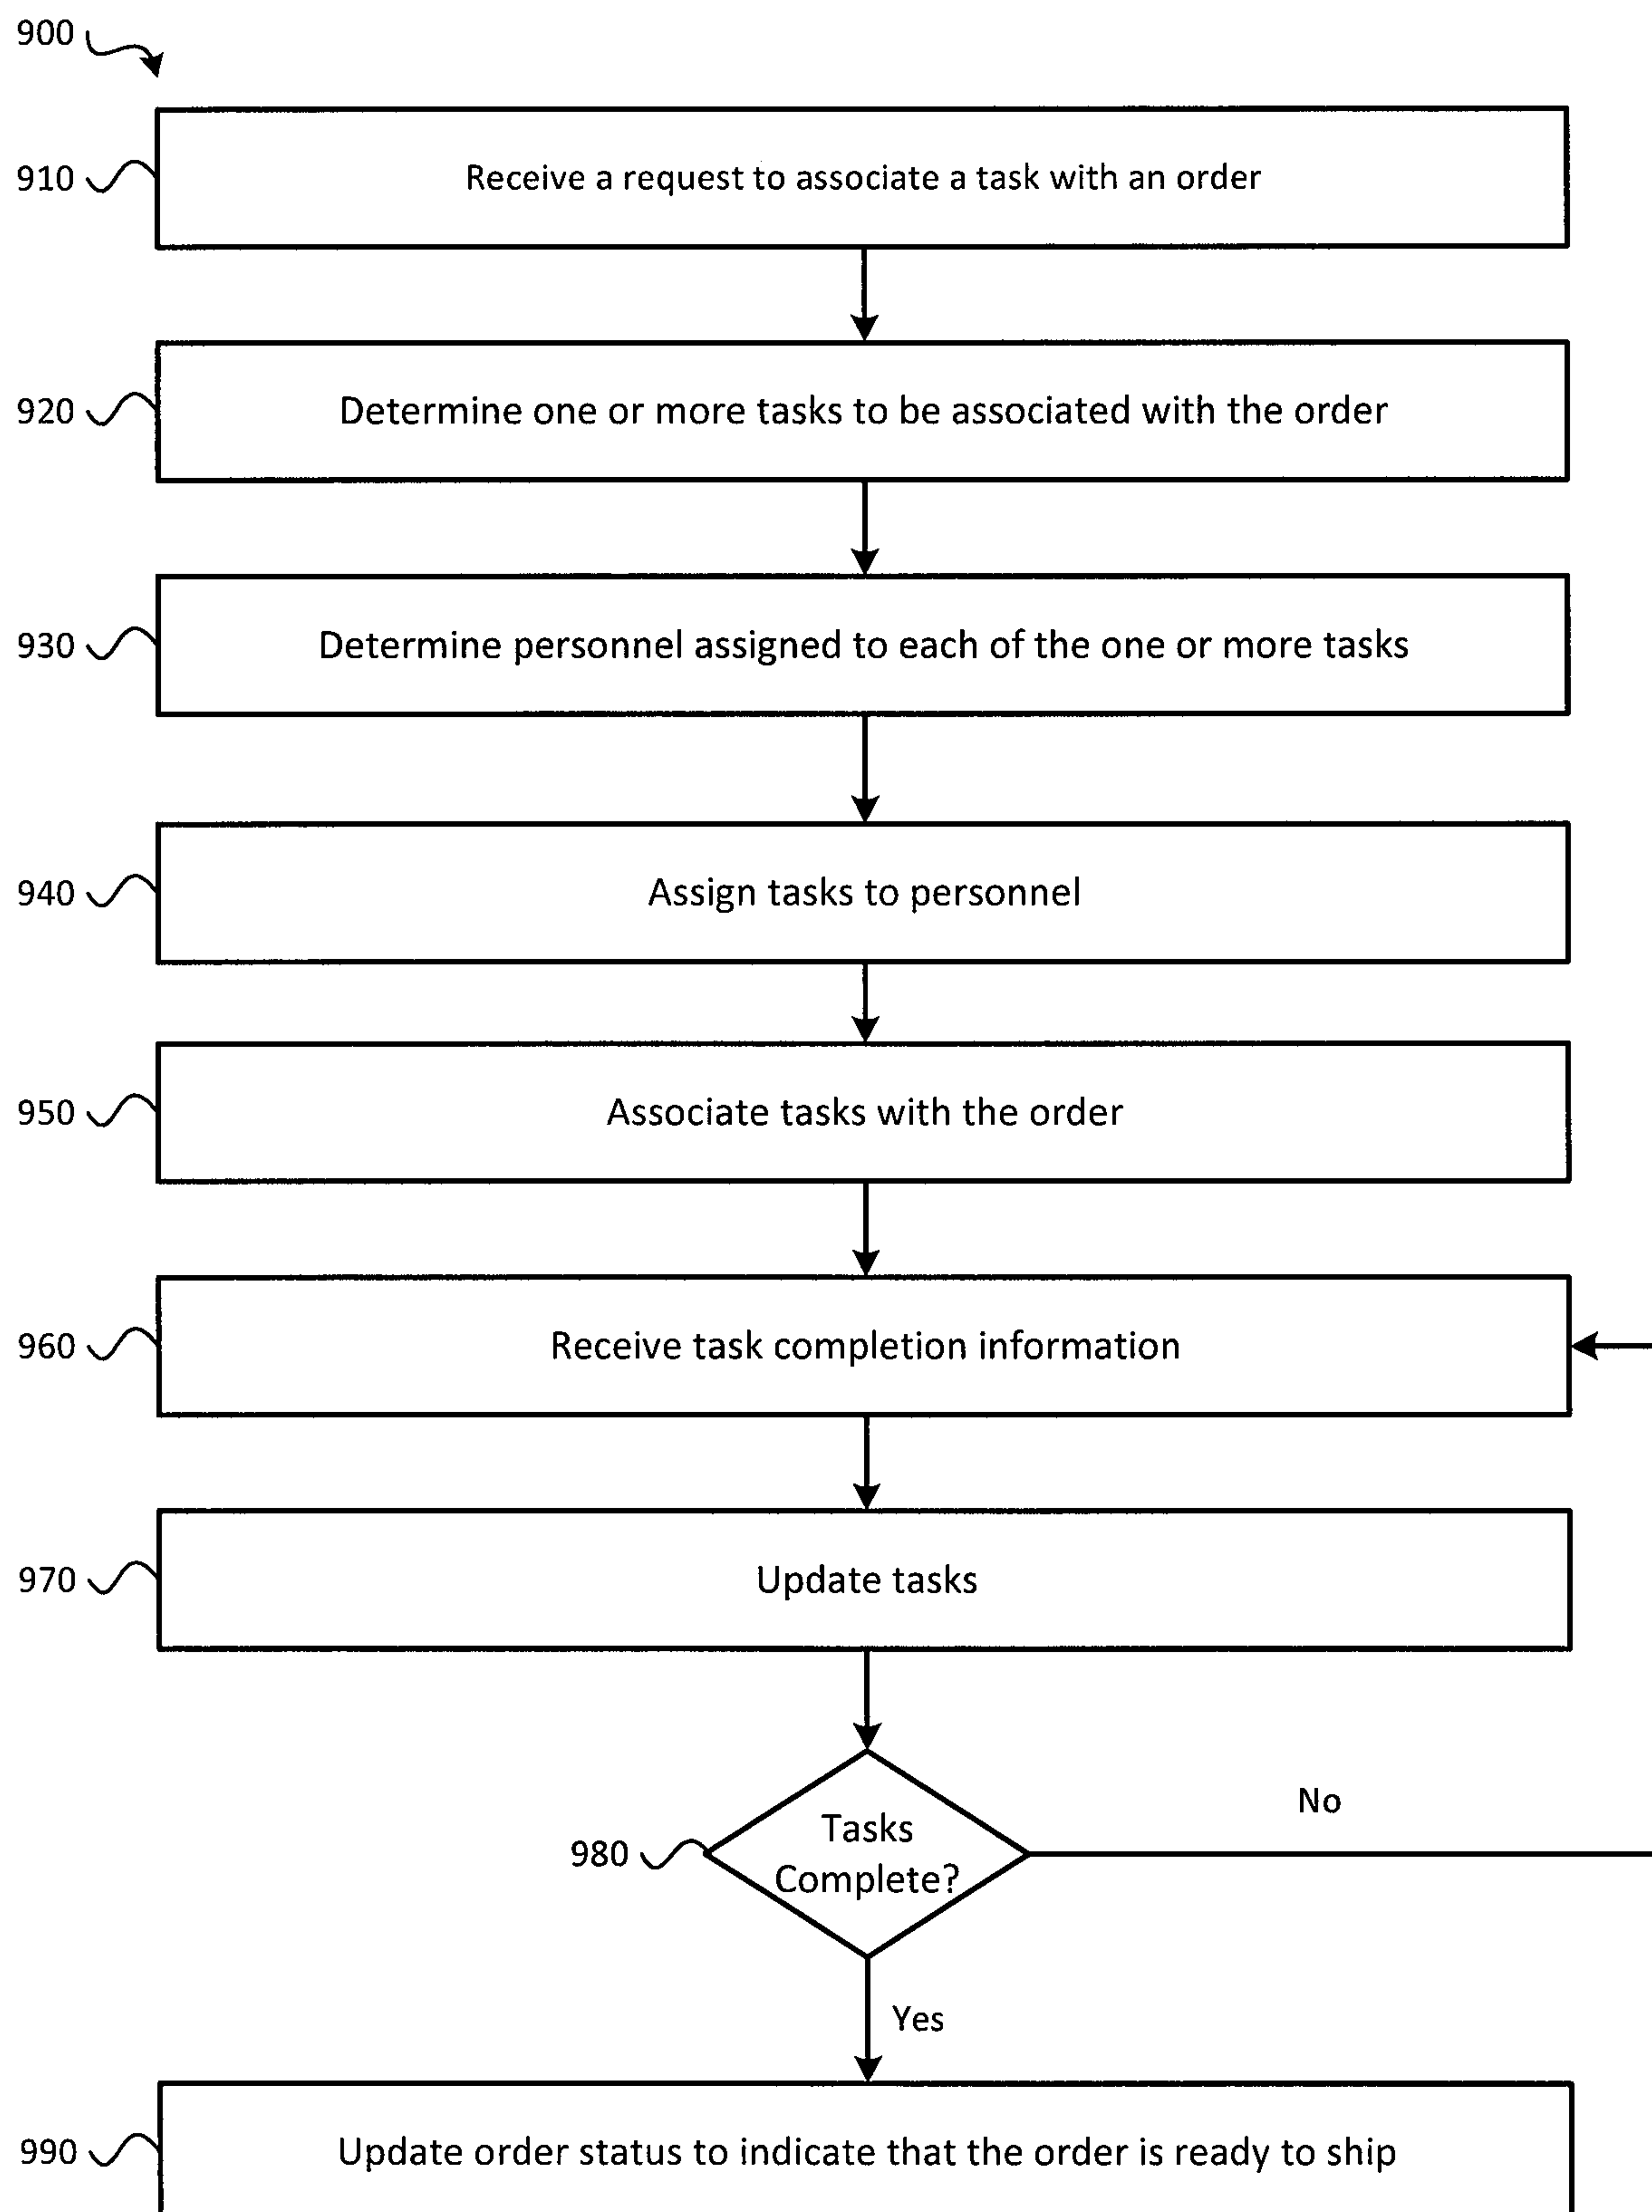 900
910
Receive a request to associate a task with an order
920
Determine one or more tasks to be associated with the order
930
Determine personnel assigned to each of the one or more tasks
940
Assign tasks to personnel
950
Associate tasks with the order
960
Receive task completion information
970
Update tasks
No
980
Tasks
Complete?
Yes
990
Update order status to indicate that the order is ready to ship